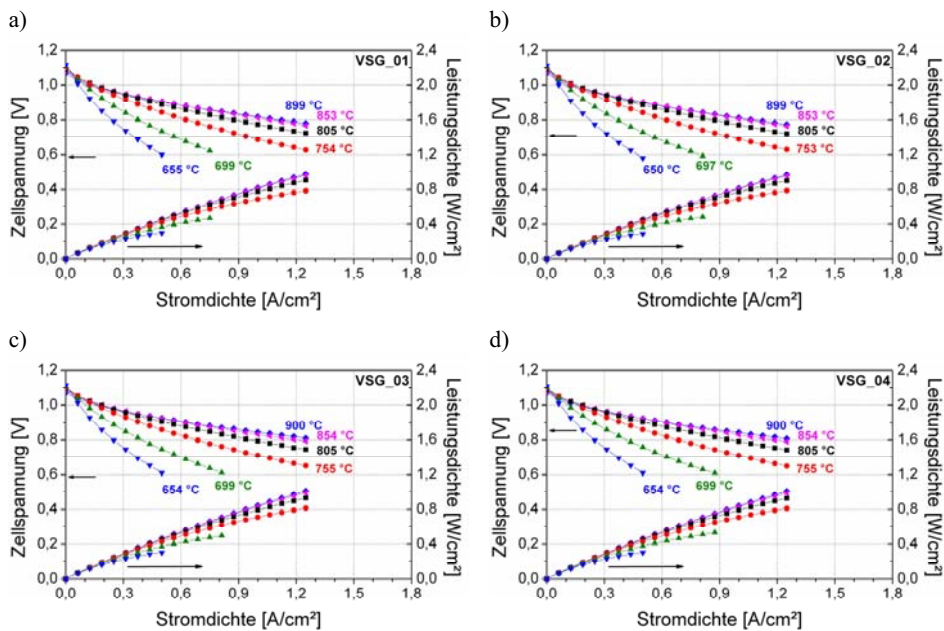 a)
VSG_01
Zellspannung [V]
1,2
1,0
0,8
0,6
0,4
0,2
0,0
2,4
2,0
1,6
1,2
0,8
0,4
0,0
Leistungsdichte [W/cm²]
899 °C
853 °C
805 °C
754 °C
699 °C
655 °C
0,0 0,3 0,6 0,9 1,2 1,5 1,8
Stromdichte [A/cm²]
b)
VSG_02
Zellspannung [V]
1,2
1,0
0,8
0,6
0,4
0,2
0,0
2,4
2,0
1,6
1,2
0,8
0,4
0,0
Leistungsdichte [W/cm²]
899 °C
853 °C
805 °C
753 °C
697 °C
650 °C
0,0 0,3 0,6 0,9 1,2 1,5 1,8
Stromdichte [A/cm²]
c)
VSG_03
Zellspannung [V]
1,2
1,0
0,8
0,6
0,4
0,2
0,0
2,4
2,0
1,6
1,2
0,8
0,4
0,0
Leistungsdichte [W/cm²]
900 °C
854 °C
805 °C
755 °C
699 °C
654 °C
0,0 0,3 0,6 0,9 1,2 1,5 1,8
Stromdichte [A/cm²]
d)
VSG_04
Zellspannung [V]
1,2
1,0
0,8
0,6
0,4
0,2
0,0
2,4
2,0
1,6
1,2
0,8
0,4
0,0
Leistungsdichte [W/cm²]
900 °C
854 °C
805 °C
755 °C
699 °C
654 °C
0,0 0,3 0,6 0,9 1,2 1,5 1,8
Stromdichte [A/cm²]